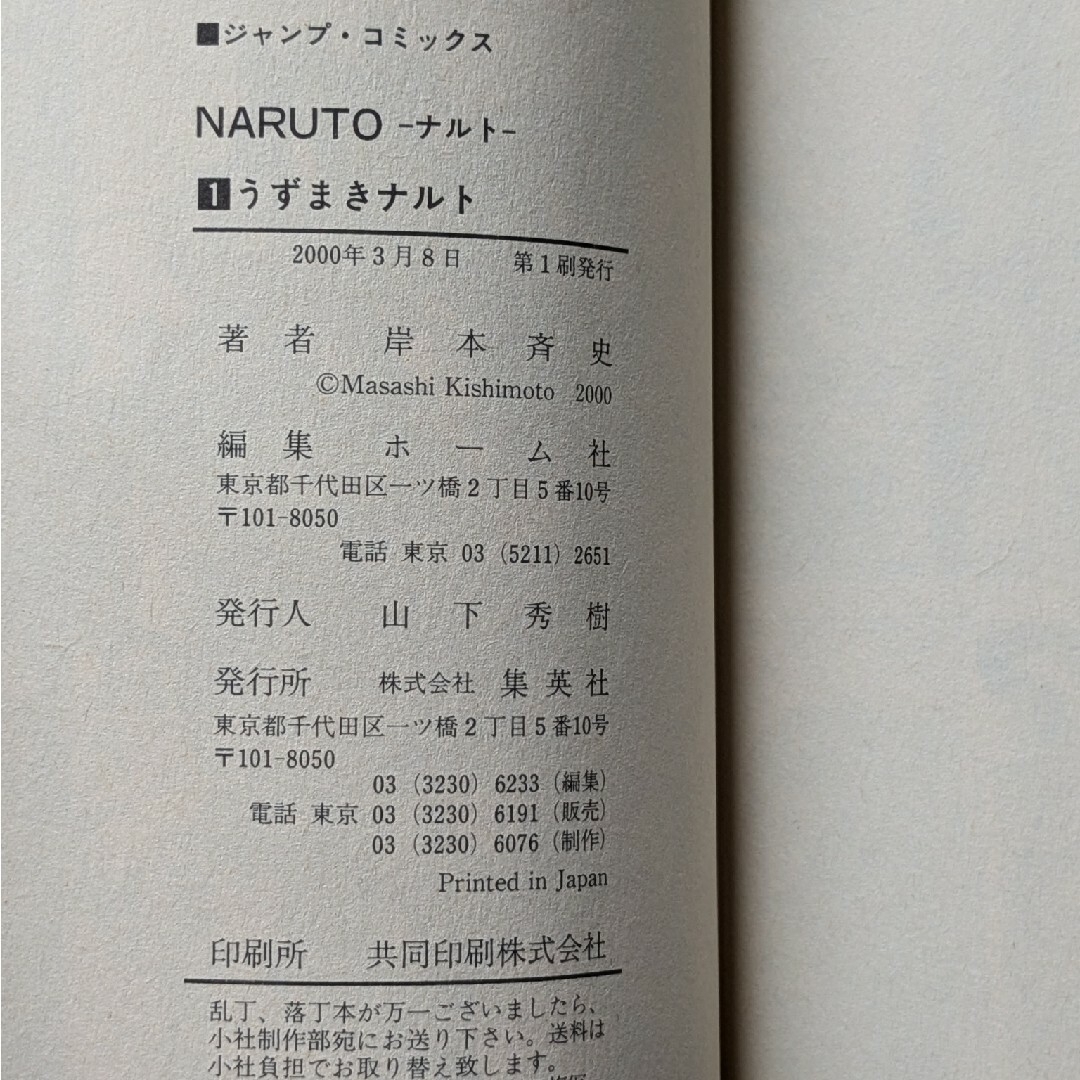 ■ジャンプ・コミックス
NARUTO -ナルト-
1うずまきナルト
2000年3月8日 第1刷発行
著者 岸本斉史
©Masashi Kishimoto 2000
編集 ホーム社
東京都千代田区一ツ橋2丁目5番10号
〒101-8050
電話 東京 03 (5211) 2651
発行人 山下秀樹
発行所 株式会社 集英社
東京都千代田区一ツ橋2丁目5番10号
〒101-8050
03 (3230) 6233 (編集)
電話 東京 03 (3230) 6191 (販売)
03 (3230) 6076 (制作)
Printed in Japan
印刷所 共同印刷株式会社
乱丁、落丁本が万一ございましたら、
小社制作部宛にお送り下さい。送料は
小社負担でお取り替え致します。